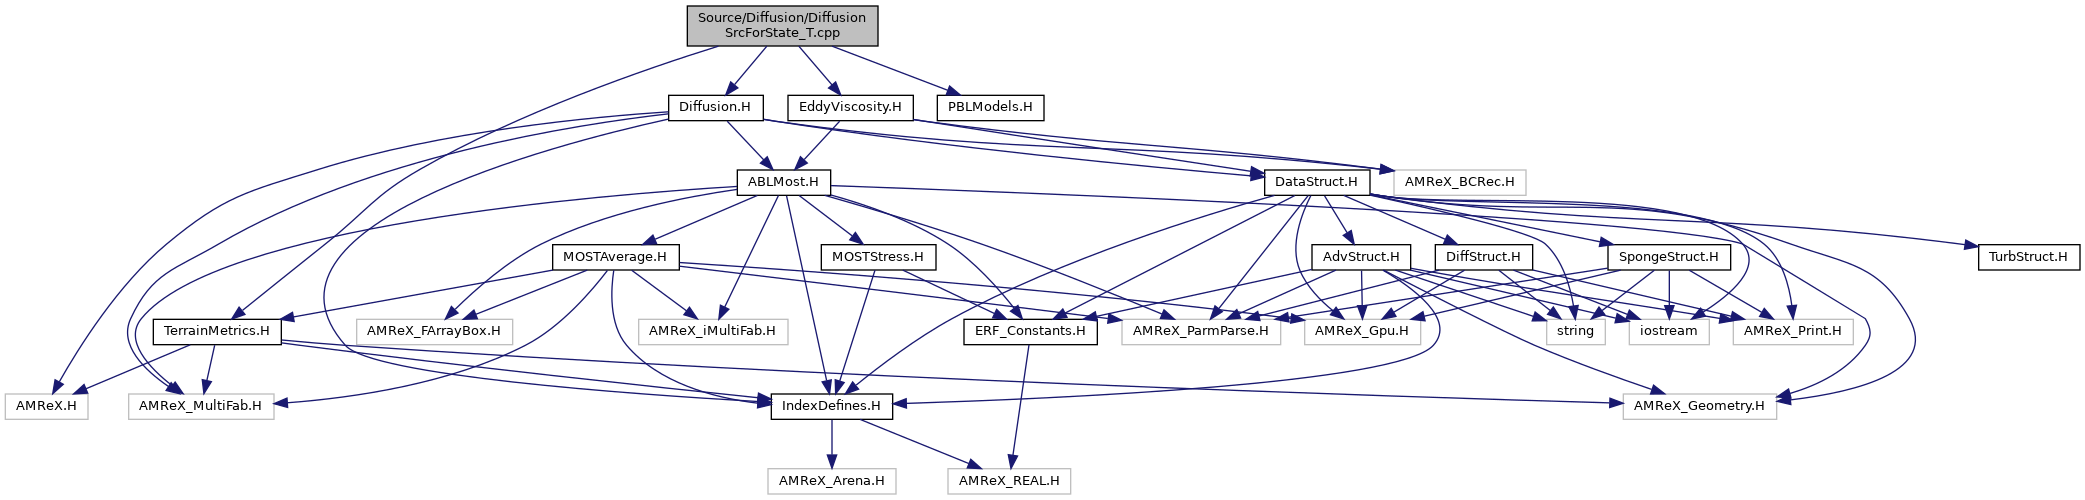 Source/Diffusion/Diffusion
SrcForState_T.cpp
Diffusion.H
EddyViscosity.H
PBLModels.H
ABLMost.H
DataStruct.H
AMReX_BCRec.H
MOSTAverage.H
MOSTStress.H
AdvStruct.H
DiffStruct.H
SpongeStruct.H
TurbStruct.H
TerrainMetrics.H
AMReX_FArrayBox.H
AMReX_iMultiFab.H
ERF_Constants.H
AMReX_ParmParse.H
AMReX_Gpu.H
string
iostream
AMReX_Print.H
AMReX.H
AMReX_MultiFab.H
IndexDefines.H
AMReX_Geometry.H
AMReX_Arena.H
AMReX_REAL.H